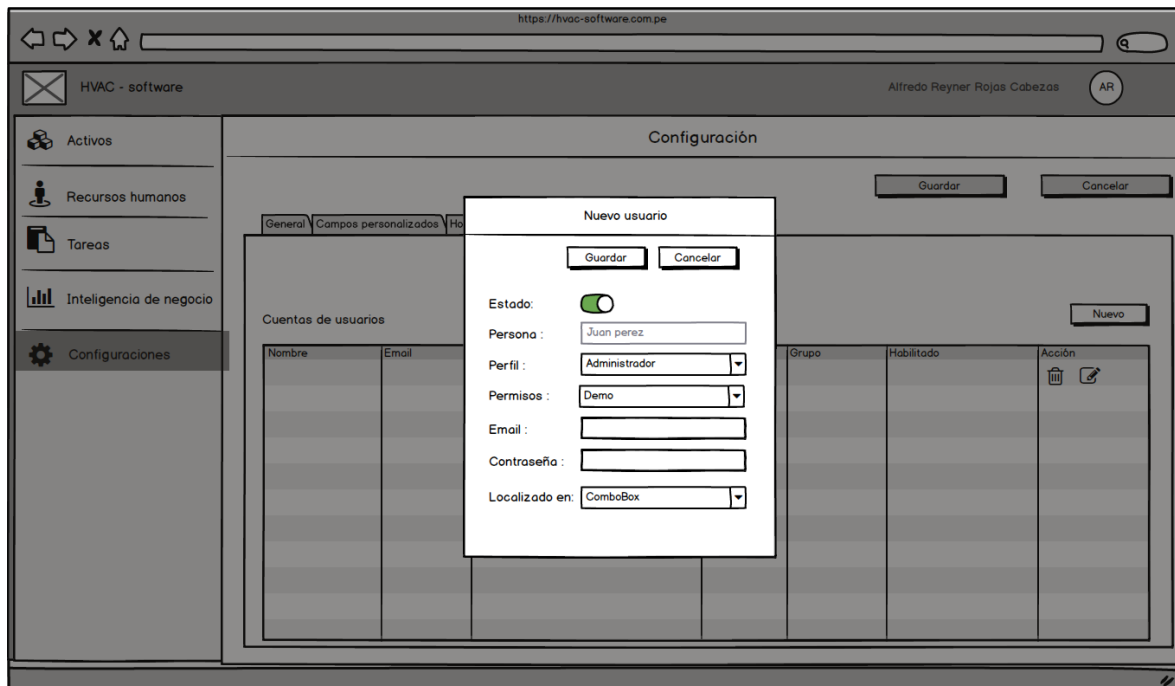 https://hvac-software.com.pe
HVAC - software
Alfredo Reyner Rojas Cabezas
AR
Activos
Recursos humanos
Tareas
Inteligencia de negocio
Configuraciones
Configuración
Guardar
Cancelar
General
Campos personalizados
Ho
Cuentas de usuarios
Nuevo
Nombre
Email
Grupo
Habilitado
Acción
Nuevo usuario
Guardar
Cancelar
Estado:
Persona :
Juan perez
Perfil :
Administrador
Permisos :
Demo
Email :
Contraseña :
Localizado en:
ComboBox